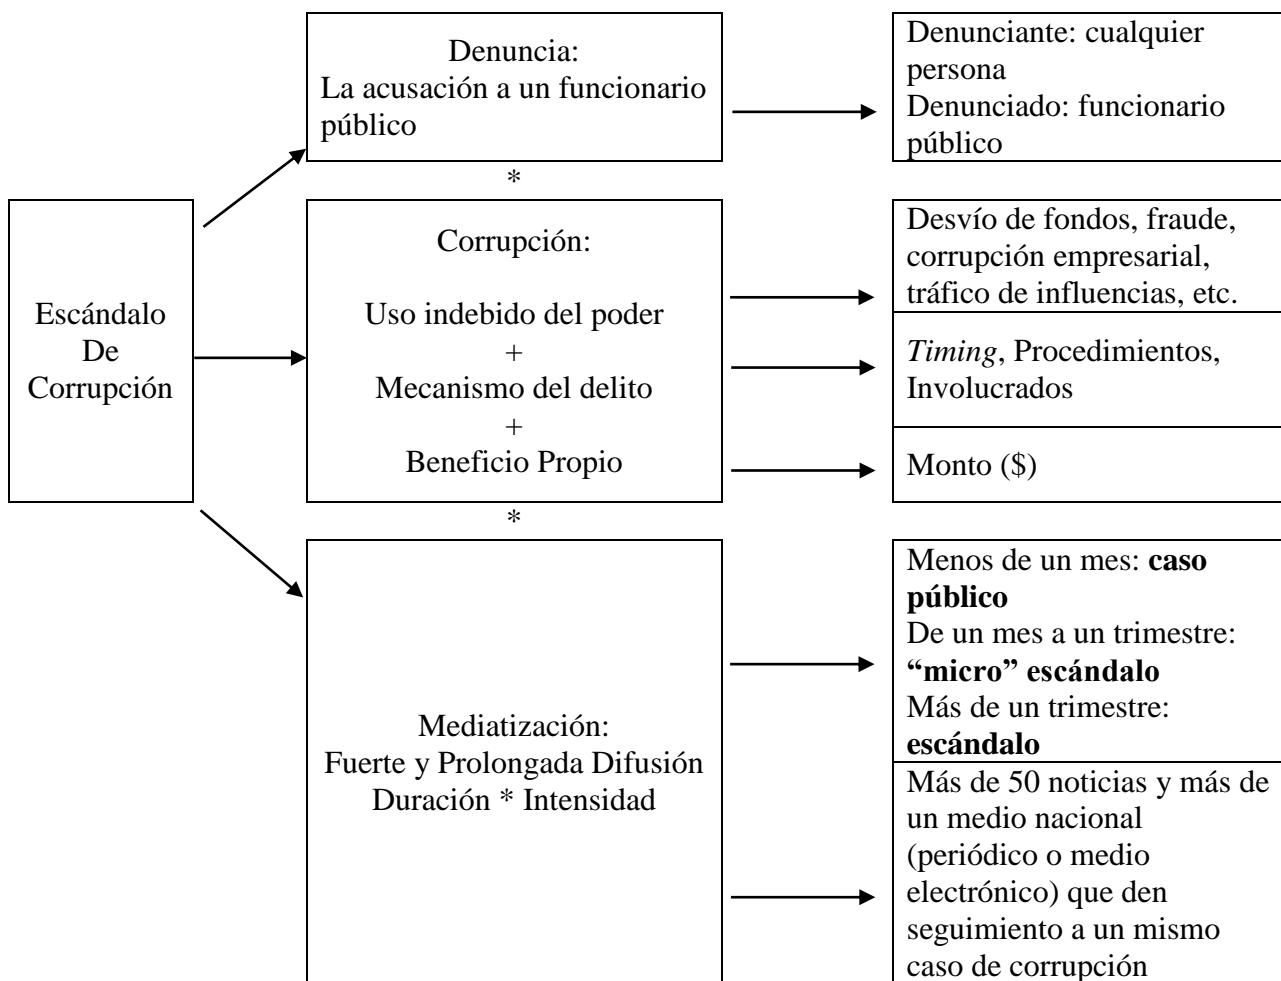 Denuncia:
La acusación a un funcionario
público
Denunciante: cualquier
persona
Denunciado: funcionario
público
*
Escándalo
De
Corrupción
Corrupción:
Uso indebido del poder
+
Mecanismo del delito
+
Beneficio Propio
Desvío de fondos, fraude,
corrupción empresarial,
tráfico de influencias, etc.
Timing, Procedimientos,
Involucrados
Monto ($)
*
Mediatización:
Fuerte y Prolongada Difusión
Duración * Intensidad
Menos de un mes: caso
público
De un mes a un trimestre:
“micro” escándalo
Más de un trimestre:
escándalo
Más de 50 noticias y más de
un medio nacional
(periódico o medio
electrónico) que den
seguimiento a un mismo
caso de corrupción